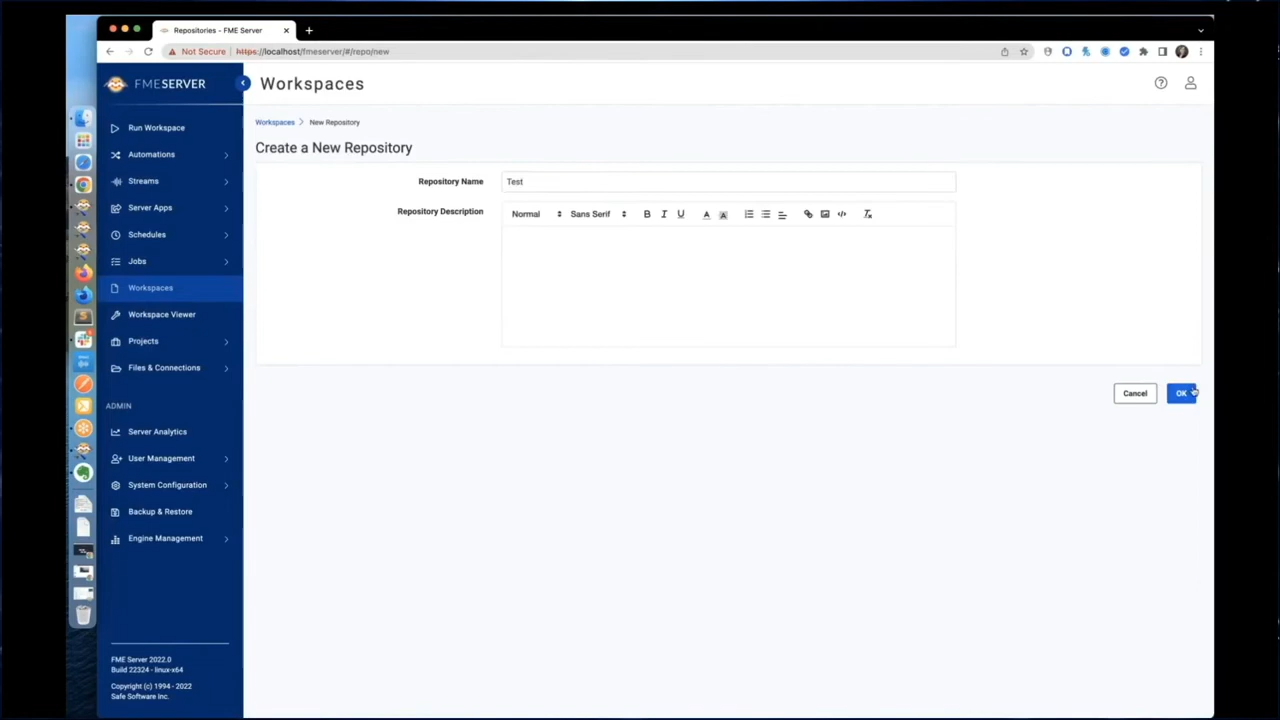 Repositories - FME Server
Not Secure
https://localhost/fmeserver/#/repo/new
FMESERVER
Workspaces
Run Workspace
Automations
Streams
Server Apps
Schedules
Jobs
Workspaces
Workspace Viewer
Projects
Files & Connections
ADMIN
Server Analytics
User Management
System Configuration
Backup & Restore
Engine Management
FME Server 2022.0
Build 22324 - linux-x64
Copyright (c) 1994 - 2022
Safe Software Inc.
Workspaces > New Repository
Create a New Repository
Repository Name
Test
Repository Description
Normal
Sans Serif
B I U A A
Cancel
OK